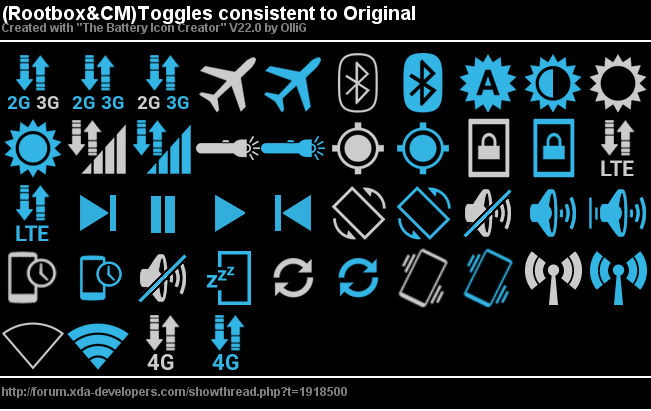 (Rootbox&CM)Toggles consistent to Original
Created with "The Battery Icon Creator" V22.0 by OlliG
2G 3G 2G 3G 2G 3G A
LTE
LTE
zzz
4G 4G
http://forum.xda-developers.com/showthread.php?t=1918500